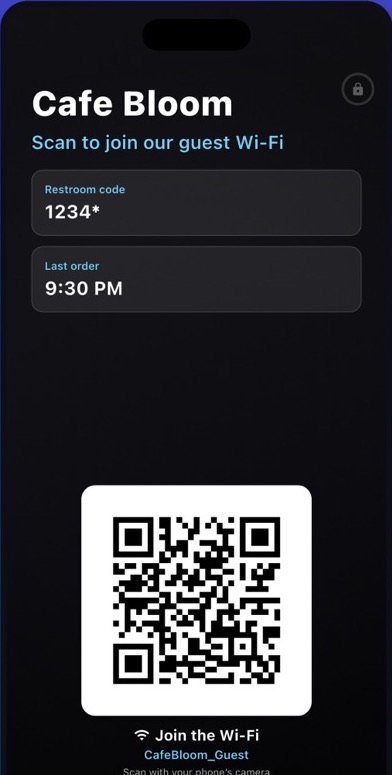 Cafe Bloom
Scan to join our guest Wi-Fi
Restroom code
1234*
Last order
9:30 PM
Join the Wi-Fi
CafeBloom_Guest
Scan with your phone's camera